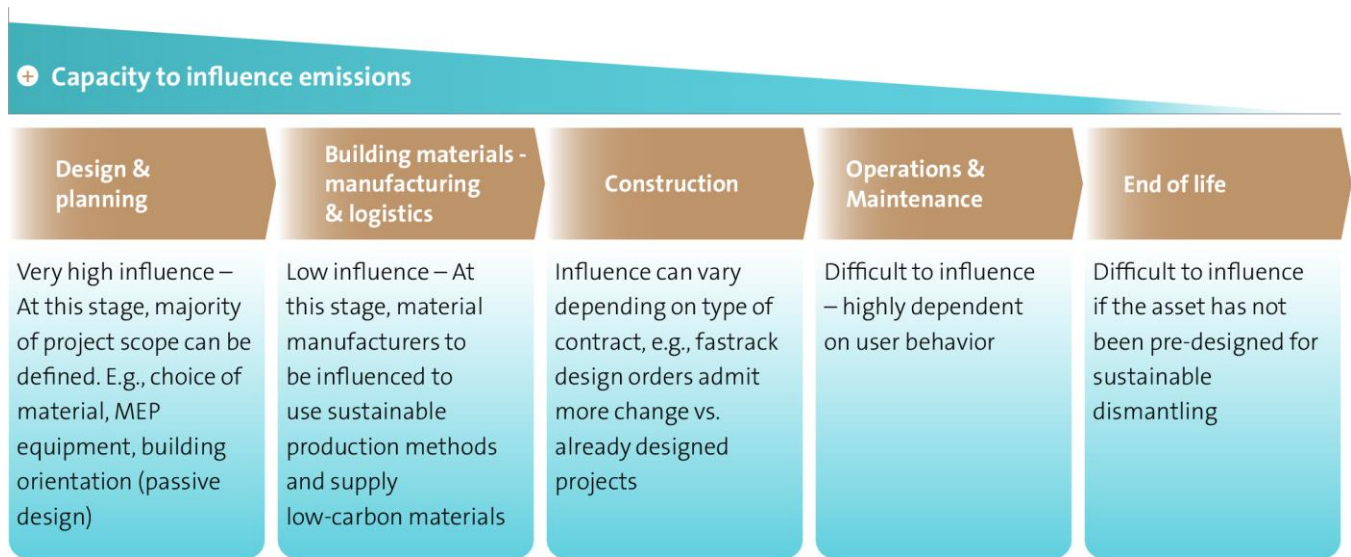 Capacity to influence emissions
Design &
planning
Building materials -
manufacturing
& logistics
Construction
Operations &
Maintenance
End of life
Very high influence –
At this stage, majority
of project scope can be
defined. E.g., choice of
material, MEP
equipment, building
orientation (passive
design)
Low influence – At
this stage, material
manufacturers to
be influenced to
use sustainable
production methods
and supply
low-carbon materials
Influence can vary
depending on type of
contract, e.g., fastrack
design orders admit
more change vs.
already designed
projects
Difficult to influence
– highly dependent
on user behavior
Difficult to influence
if the asset has not
been pre-designed for
sustainable
dismantling